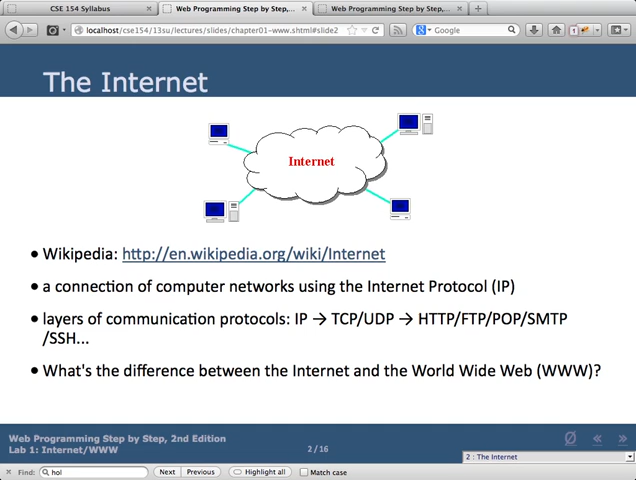 CSE 154 Syllabus
Web Programming Step by Step,...
Web Programming Step by Step, 2nd ...
localhost/cse154/13su/lectures/slides/chapter01-www.shtml#slide2
Google
The Internet
Internet
Wikipedia: http://en.wikipedia.org/wiki/Internet
a connection of computer networks using the Internet Protocol (IP)
layers of communication protocols: IP → TCP/UDP → HTTP/FTP/POP/SMTP
/SSH...
What's the difference between the Internet and the World Wide Web (WWW)?
Web Programming Step by Step, 2nd Edition
Lab 1: Internet/WWW
2 / 16
Ø « »
2 : The Internet
Find: hol Next Previous Highlight all Match case